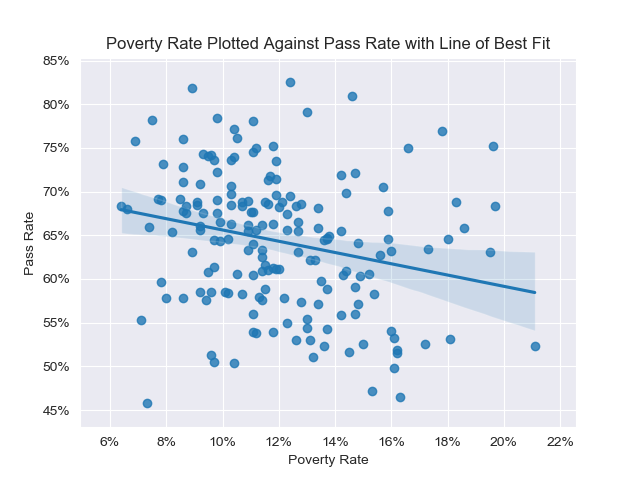 Poverty Rate Plotted Against Pass Rate with Line of Best Fit
85%
80%
75%
70%
65%
60%
55%
50%
45%
Pass Rate
6% 8% 10% 12% 14% 16% 18% 20% 22%
Poverty Rate